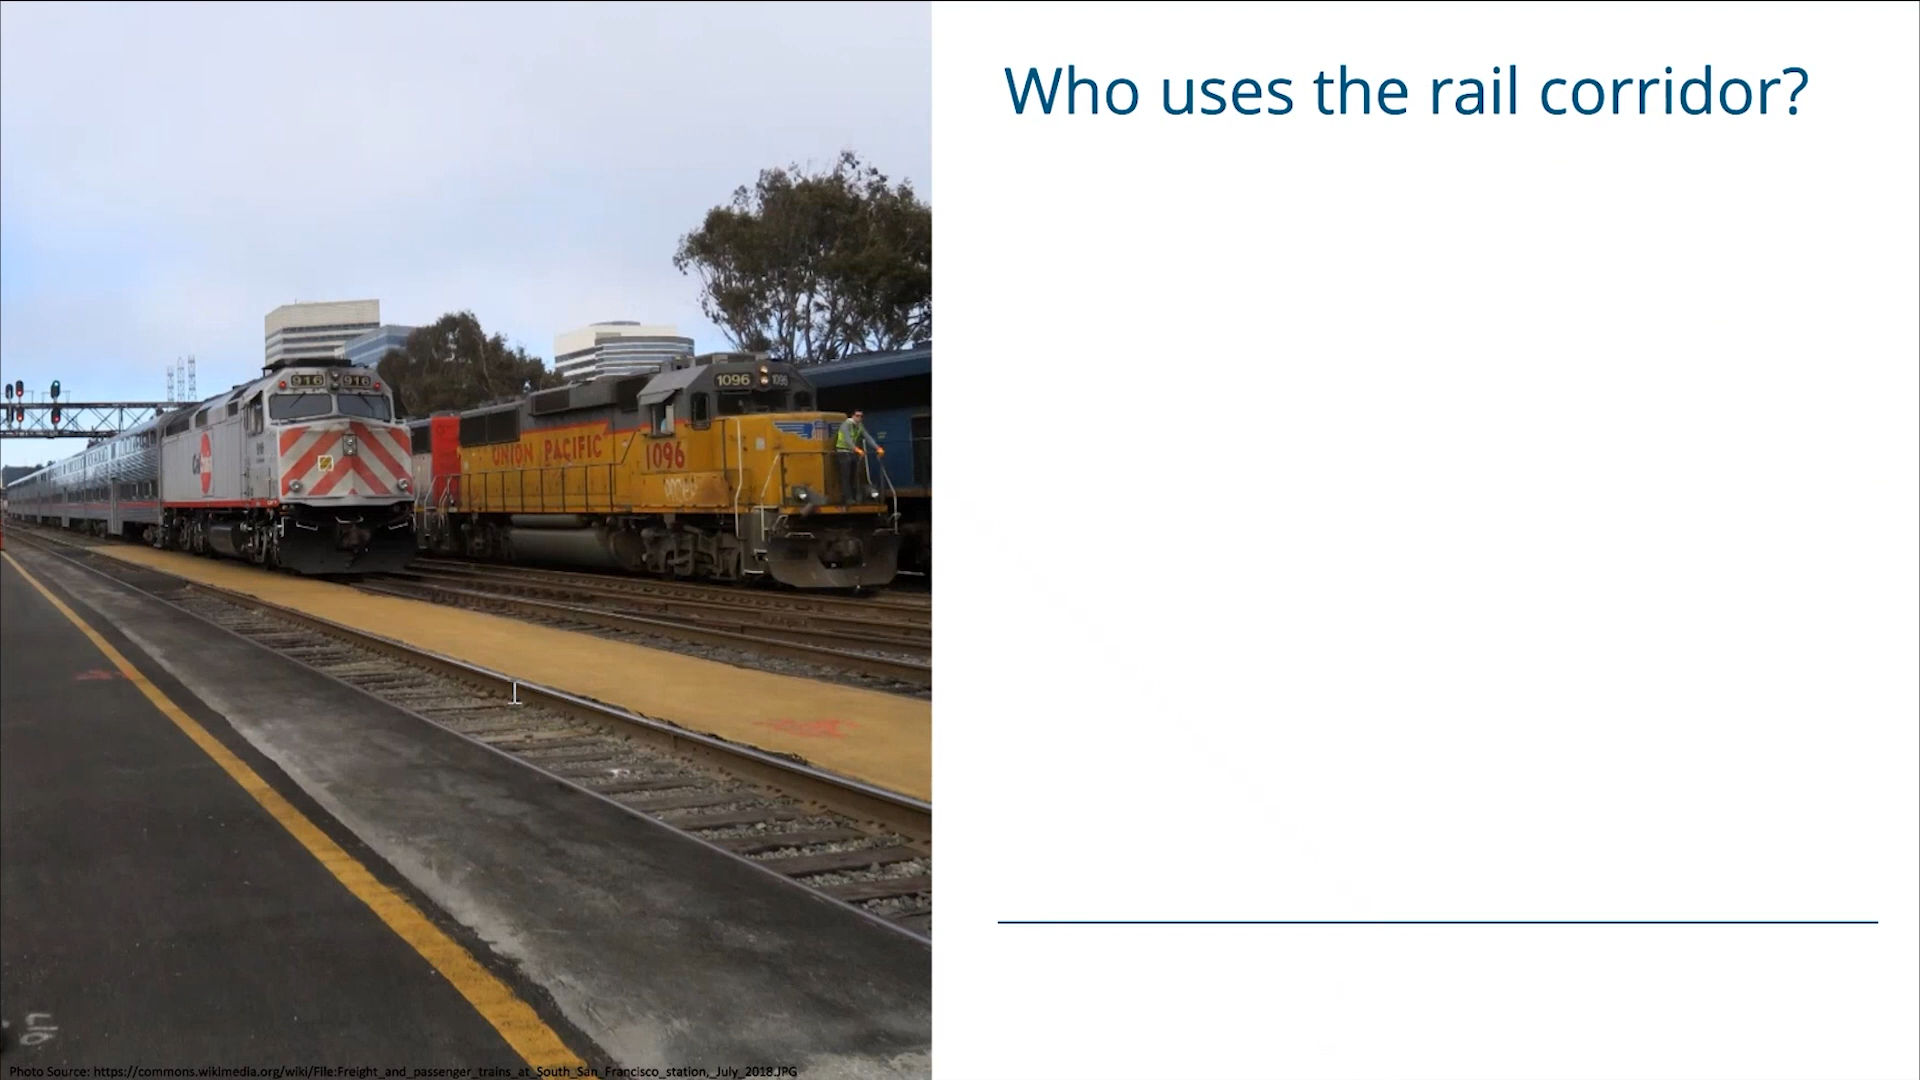 Who uses the rail corridor?
916 916
1096 1096
Cal
UNION PACIFIC 1096
Photo Source: https://commons.wikimedia.org/wiki/File:Freight_and_passenger_trains_at_South_San_Francisco_station,_July_2018.JPG